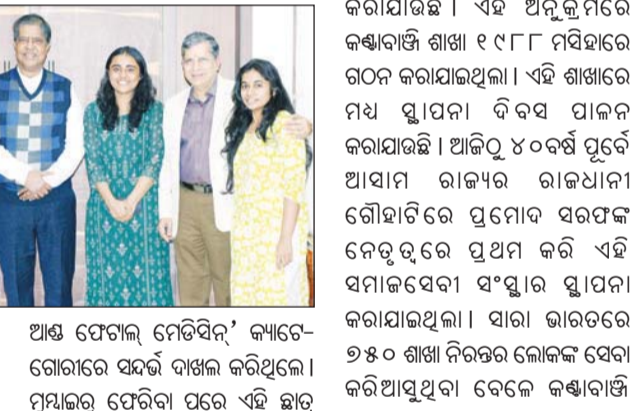 ଆଣ୍ଡ ଫେଟାଲ୍ ମେଡିସିନ୍’ କ୍ୟାଟେ-
ଗୋରୀରେ ସନ୍ଦର୍ଭ ଦାଖଲ କରିଥିଲେ।
ମୁମ୍ବାଇରୁ ଫେରିବା ପରେ ଏହି ଛାତ୍ର
କରାଯାଉଛି। ଏହି ଅନୁକ୍ରମରେ
କଣ୍ଟାବାଞ୍ଜି ଶାଖା ୧୯୮୮ ମସିହାରେ
ଗଠନ କରାଯାଇଥିଲା। ଏହି ଶାଖାରେ
ମଧ୍ୟ ସ୍ଥାପନା ଦିବସ ପାଳନ
କରାଯାଉଛି। ଆଜିଠୁ ୪୦ବର୍ଷ ପୂର୍ବେ
ଆସାମ ରାଜ୍ୟର ରାଜଧାନୀ
ଗୌହାଟିରେ ପ୍ରମୋଦ ସରଫଙ୍କ
ନେତୃତ୍ୱରେ ପ୍ରଥମ କରି ଏହି
ସମାଜସେବୀ ସଂସ୍ଥାର ସ୍ଥାପନା
କରାଯାଇଥିଲା। ସାରା ଭାରତରେ
୭୫୦ ଶାଖା ନିରନ୍ତର ଲୋକଙ୍କ ସେବା
କରିଆସୁଥିବା ବେଳେ କଣ୍ଟାବାଞ୍ଜି